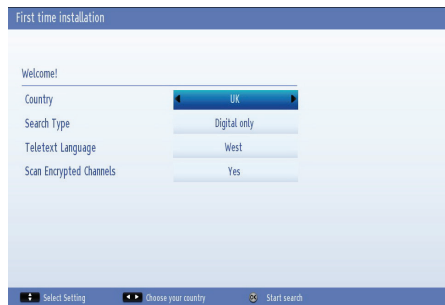 First time installation
Welcome!
Country UK
Search Type Digital only
Teletext Language West
Scan Encrypted Channels Yes
Select Setting Choose your country OK Start search